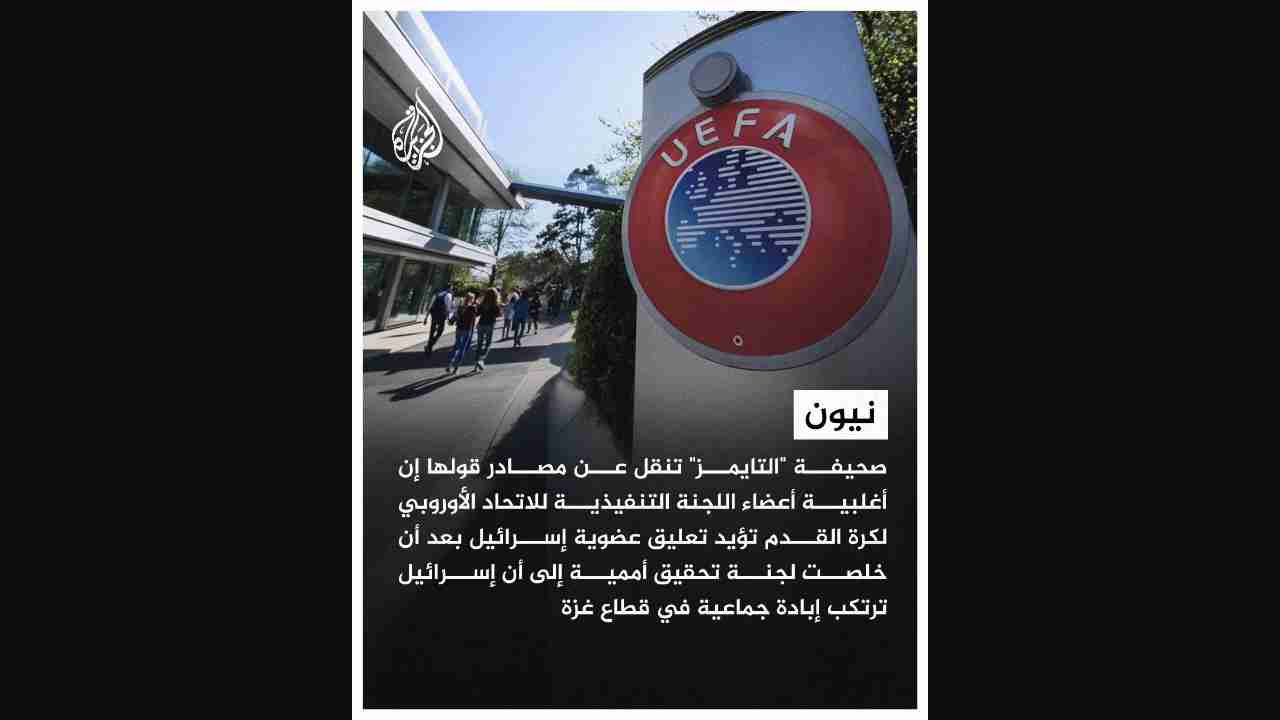 الجزيرة
UEFA
نيون
صحيفة "التايمز" تنقل عن مصادر قولها إن
أغلبية أعضاء اللجنة التنفيذية للاتحاد الأوروبي
لكرة القدم تؤيد تعليق عضوية إسرائيل بعد أن
خلصت لجنة تحقيق أممية إلى أن إسرائيل
ترتكب إبادة جماعية في قطاع غزة